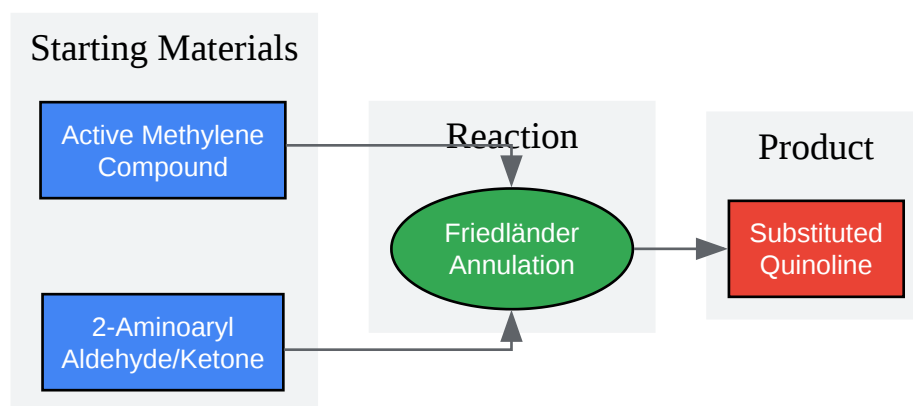 Starting Materials
Active Methylene
Compound
2-Aminoaryl
Aldehyde/Ketone
Reaction
Friedländer
Annulation
Product
Substituted
Quinoline